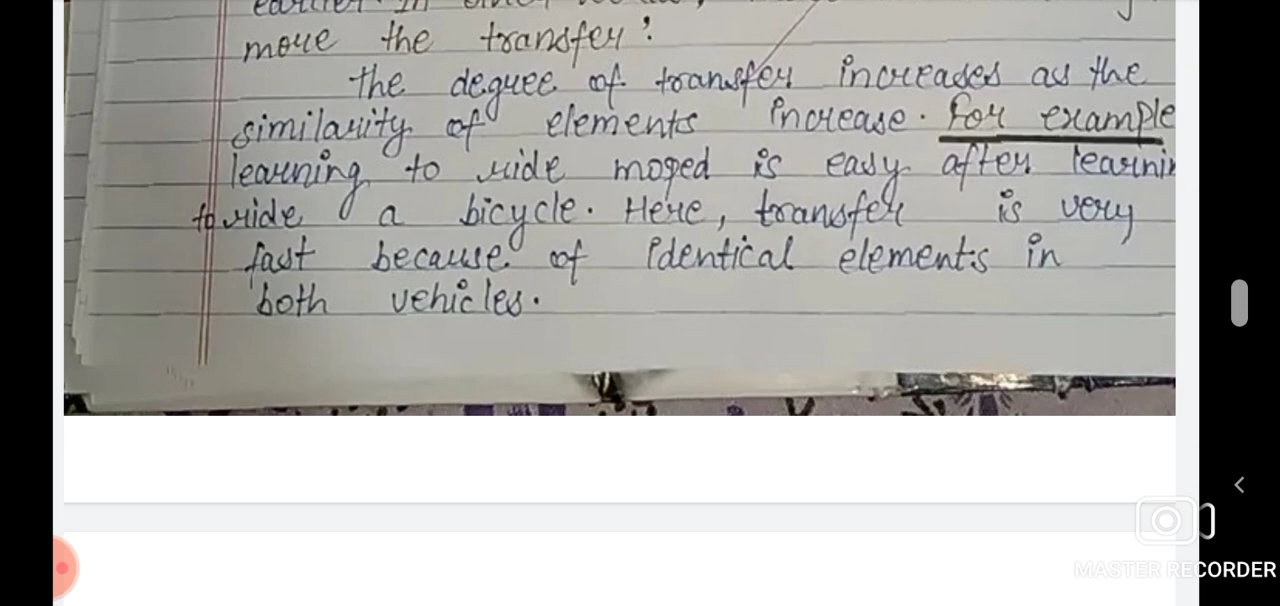 more the transfer!
the degree of transfer increases as the
similarity of elements increase. For example
learning to ride moped is easy after learnin
to ride a bicycle. Here, transfer is very
fast because of identical elements in
both vehicles.
MASTER RECORDER